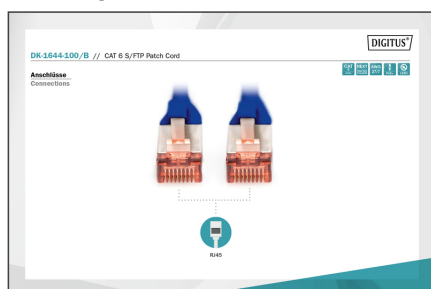 DIGITUS®
DK-1644-100/B // CAT 6 S/FTP Patch Cord
Anschlüsse
Connections
RJ45